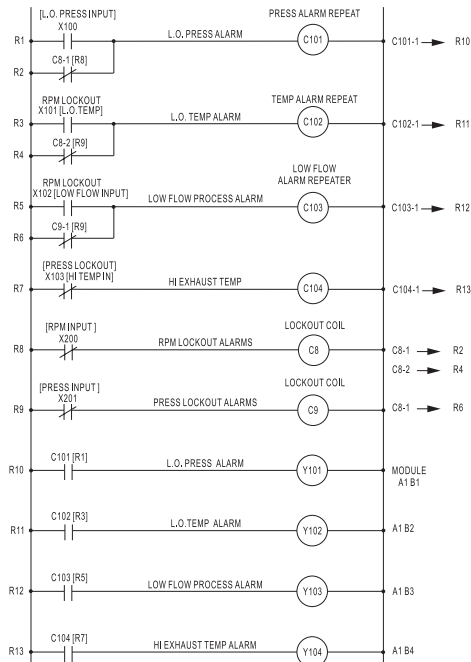 [L.O. PRESS INPUT]
X100
PRESS ALARM REPEAT
R1
L.O. PRESS ALARM
C101
C101-1
R10
C8-1 [R8]
R2
RPM LOCKOUT
X101 [L.O.TEMP]
TEMP ALARM REPEAT
R3
L.O. TEMP ALARM
C102
C102-1
R11
C8-2 [R9]
R4
RPM LOCKOUT
X102 [LOW FLOW INPUT]
LOW FLOW
ALARM REPEATER
R5
LOW FLOW PROCESS ALARM
C103
C103-1
R12
C9-1 [R9]
R6
[PRESS LOCKOUT]
X103 [HI TEMP IN]
R7
HI EXHAUST TEMP
C104
C104-1
R13
[RPM INPUT ]
X200
LOCKOUT COIL
R8
RPM LOCKOUT ALARMS
C8
C8-1
R2
C8-2
R4
[PRESS INPUT ]
X201
LOCKOUT COIL
R9
PRESS LOCKOUT ALARMS
C9
C8-1
R6
C101 [R1]
R10
L.O. PRESS ALARM
Y101
MODULE
A1 B1
C102 [R3]
R11
L.O.TEMP ALARM
Y102
A1 B2
C103 [R5]
R12
LOW FLOW PROCESS ALARM
Y103
A1 B3
C104 [R7]
R13
HI EXHAUST TEMP ALARM
Y104
A1 B4